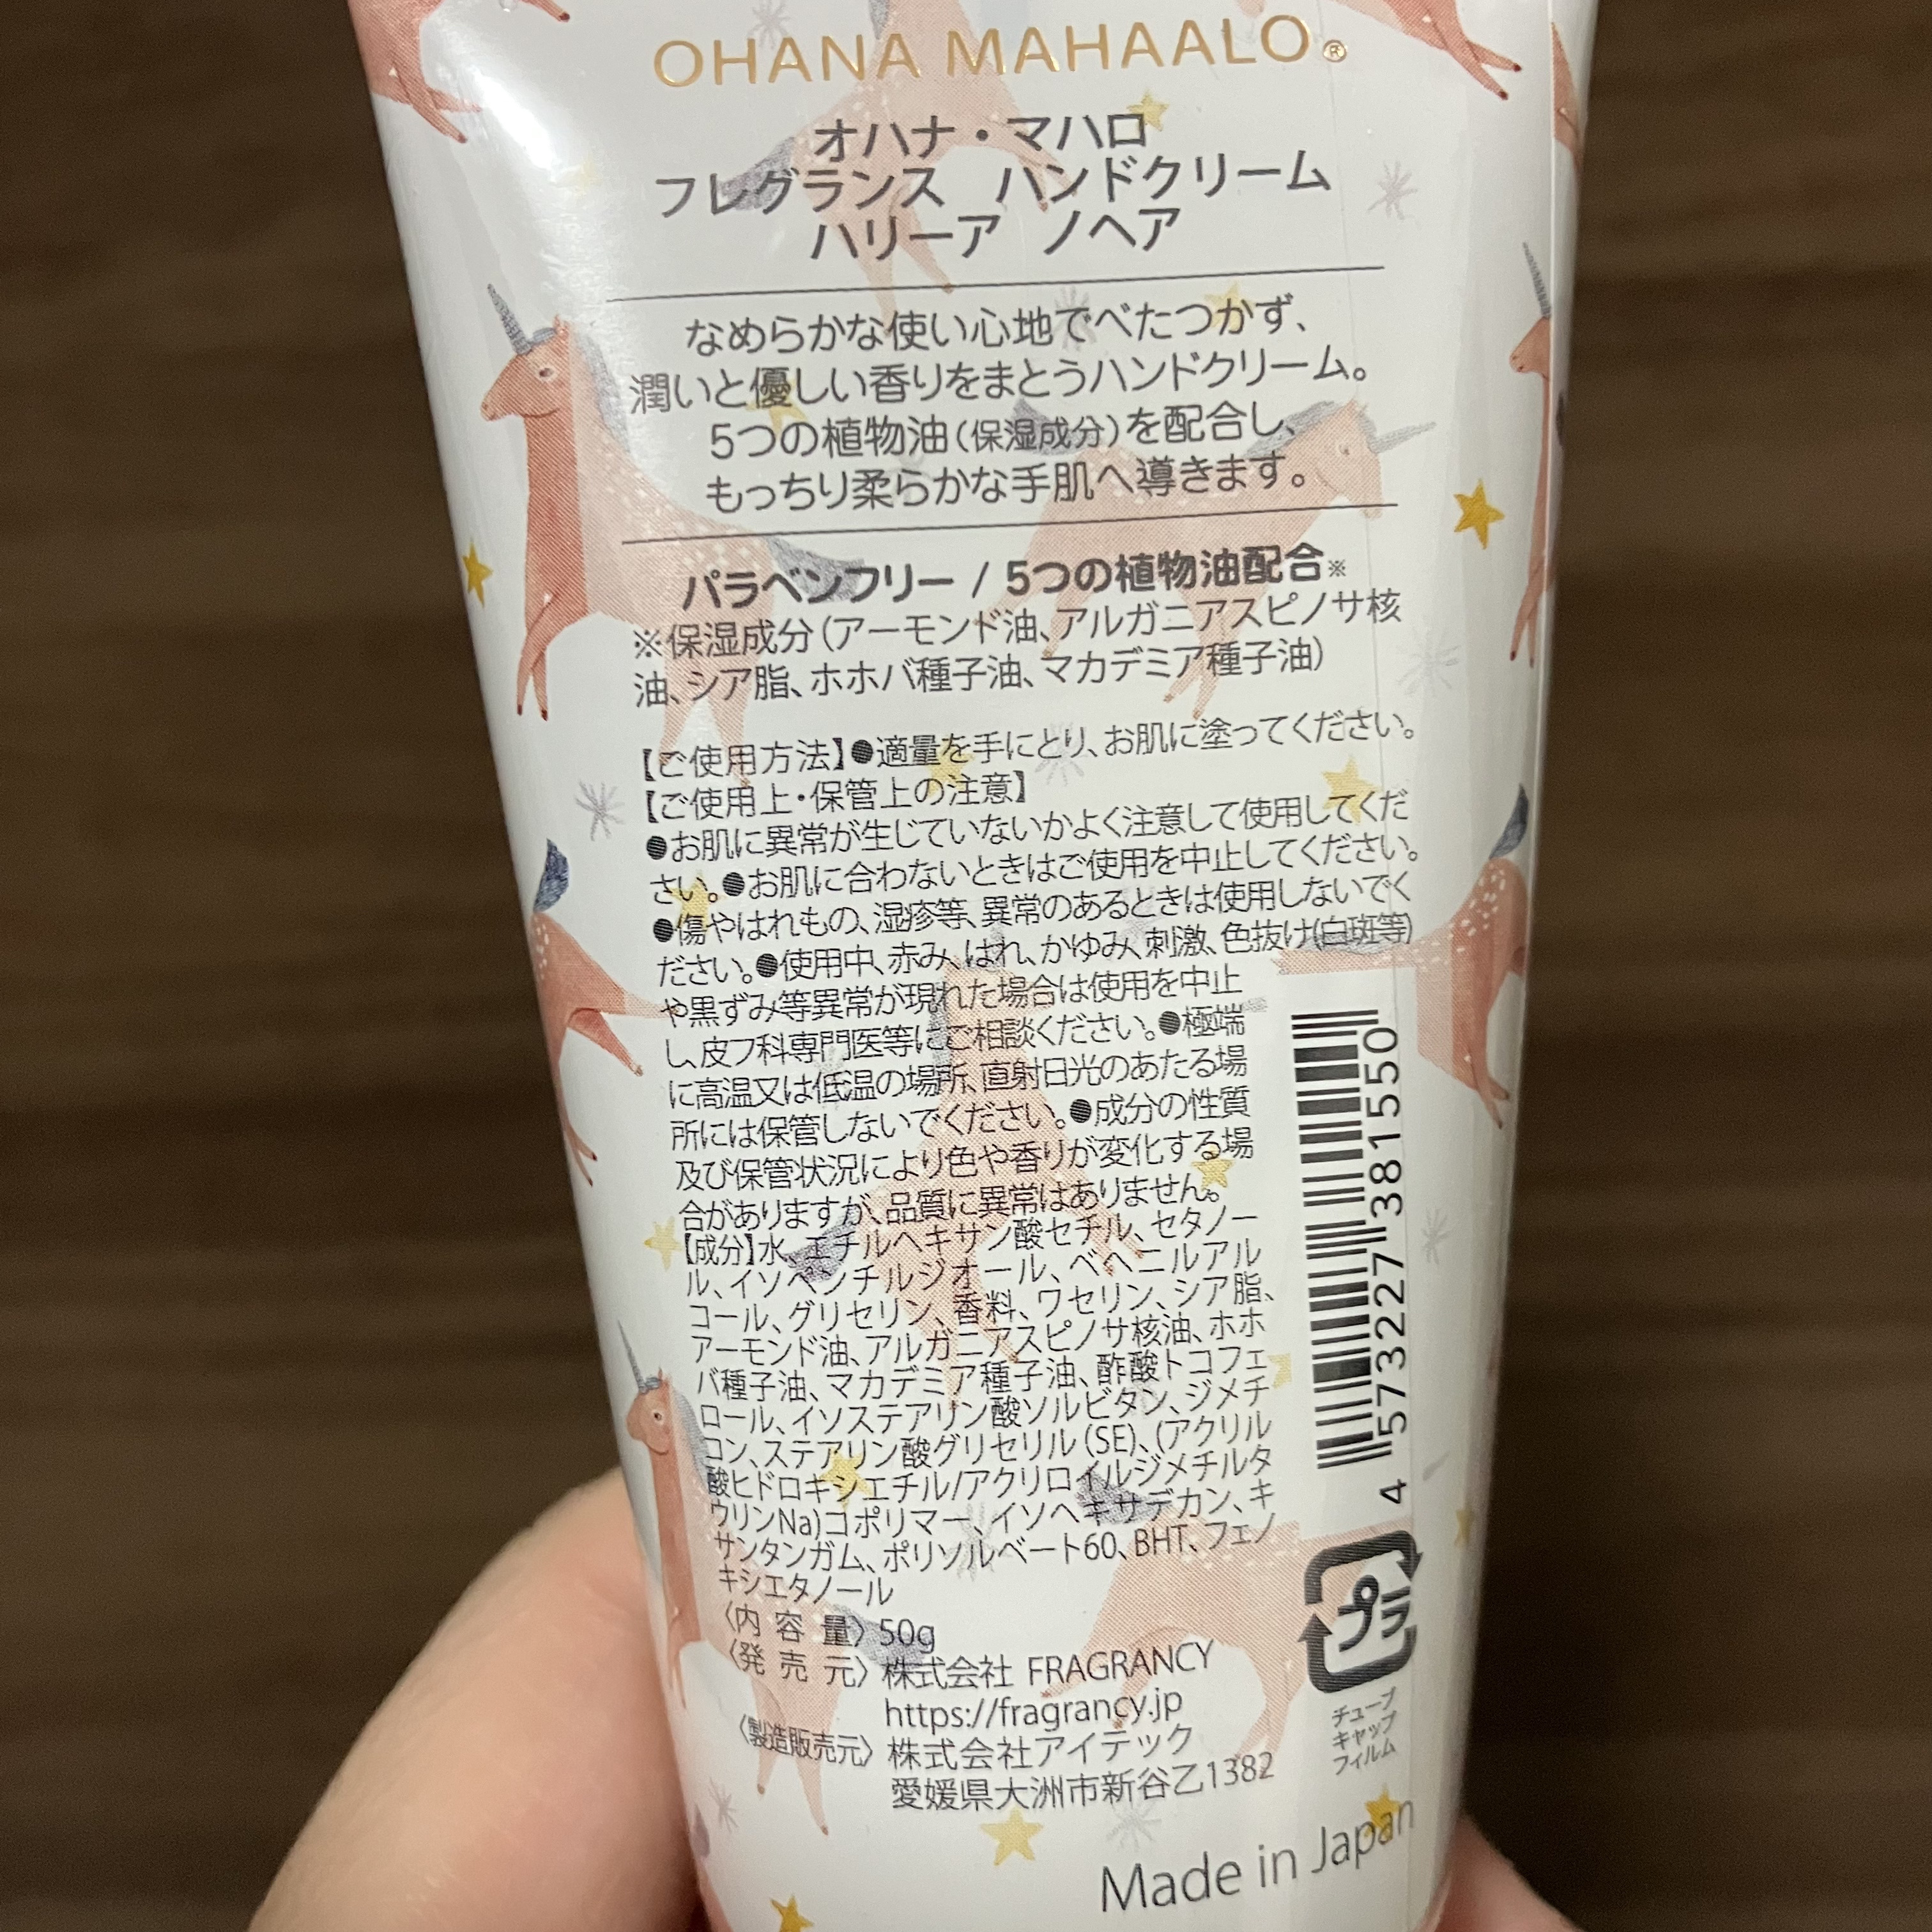 OHANA MAHAALO®
オハナ・マハロ
フレグランス ハンドクリーム
ハリーア ノヘア
なめらかな使い心地でべたつかず、
潤いと優しい香りをまとうハンドクリーム。
5つの植物油(保湿成分)を配合し、
もっちり柔らかな手肌へ導きます。
パラベンフリー / 5つの植物油配合※
※保湿成分(アーモンド油、アルガニアスピノサ核
油、シア脂、ホホバ種子油、マカデミア種子油)
【ご使用方法】●適量を手にとり、お肌に塗ってください。
【ご使用上・保管上の注意】
●お肌に異常が生じていないかよく注意して使用してくだ
さい。●お肌に合わないときはご使用を中止してください。
●傷やはれもの、湿疹等、異常のあるときは使用しないでく
ださい。●使用中、赤み、はれ、かゆみ、刺激、色抜け(白斑等)
や黒ずみ等異常が現れた場合は使用を中止
し、皮フ科専門医等にご相談ください。●極端
に高温又は低温の場所、直射日光のあたる場
所には保管しないでください。●成分の性質
及び保管状況により色や香りが変化する場
合がありますが、品質に異常はありません。
【成分】水、エチルヘキサン酸セチル、セタノー
ル、イソペンチルジオール、ベヘニルアル
コール、グリセリン、香料、ワセリン、シア脂、
アーモンド油、アルガニアスピノサ核油、ホホ
バ種子油、マカデミア種子油、酢酸トコフェ
ロール、イソステアリン酸ソルビタン、ジメチ
コン、ステアリン酸グリセリル(SE)、(アクリル
酸ヒドロキシエチル/アクリロイルジメチルタ
ウリンNa)コポリマー、イソヘキサデカン、キ
サンタンガム、ポリソルベート60、BHT、フェノ
キシエタノール
〈内容量〉50g
〈発売元〉株式会社 FRAGRANCY
https://fragrancy.jp
〈製造販売元〉株式会社アイテック
愛媛県大洲市新谷乙1382
4 573227 381550
プラ
チューブ
キャップ
フィルム
Made in Japan